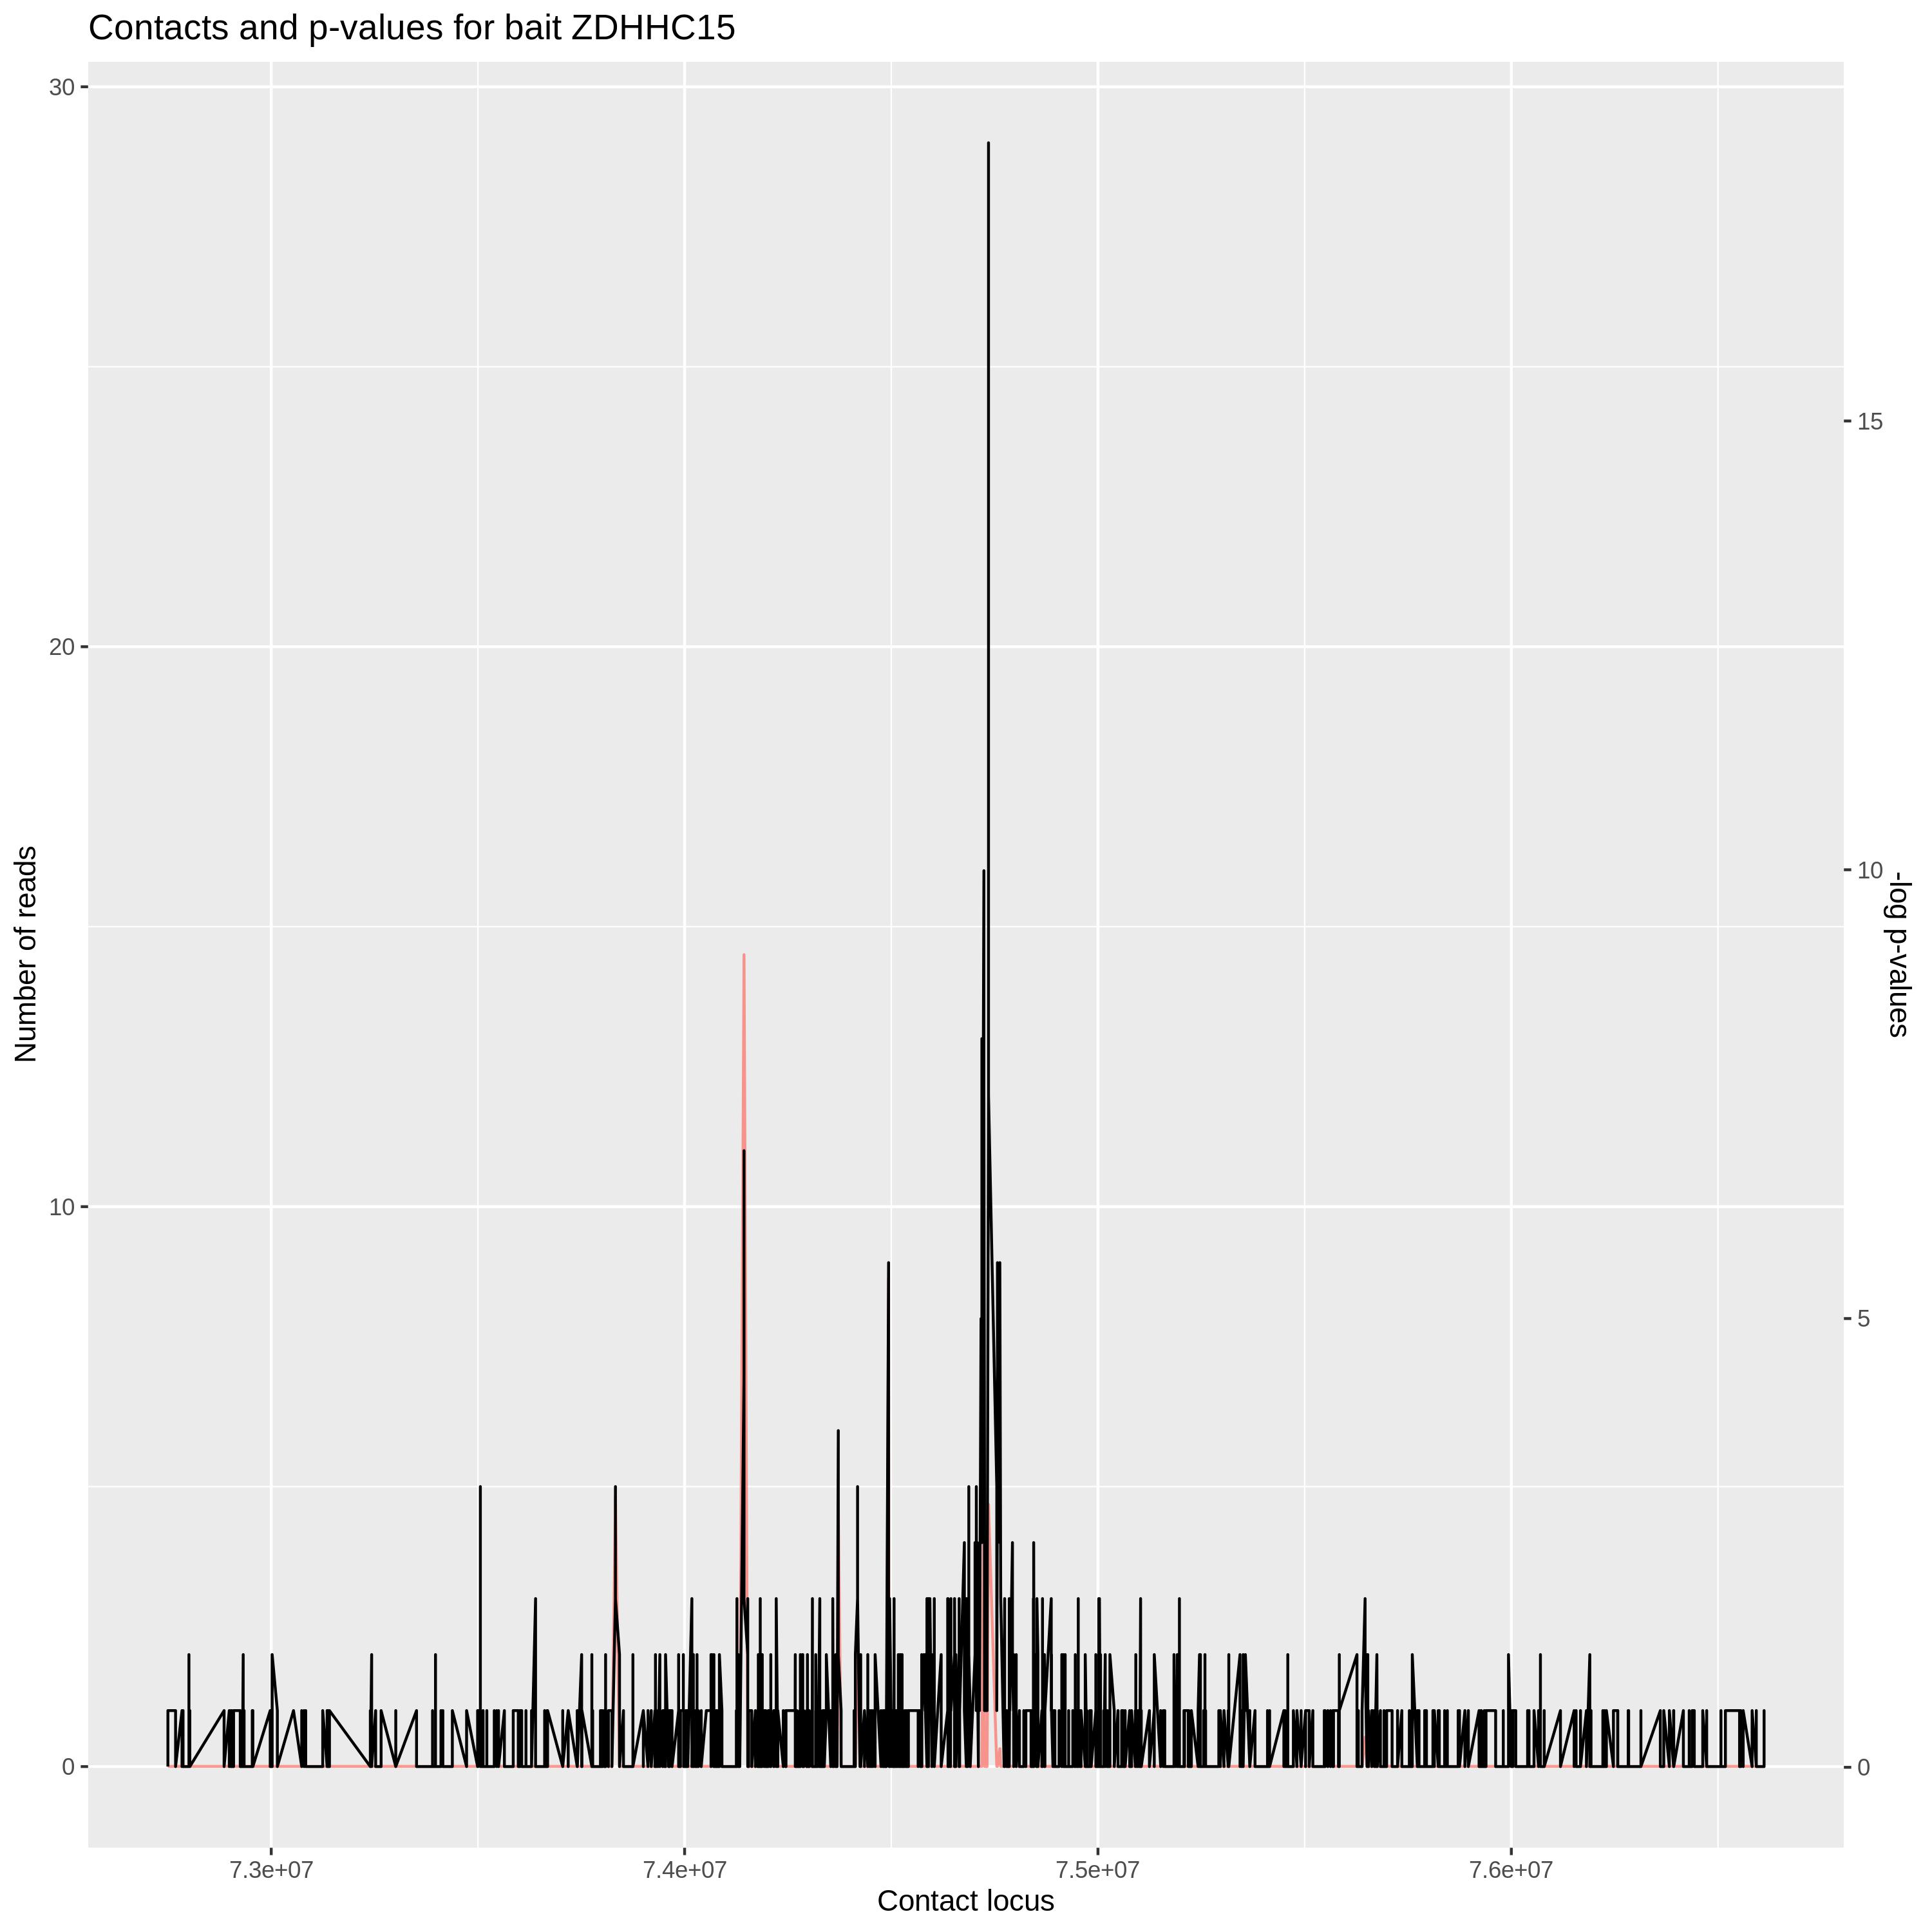 Contacts and p-values for bait ZDHHC15
30
20
10
0
Number of reads
15
10
5
0
-log p-values
7.3e+07 7.4e+07 7.5e+07 7.6e+07
Contact locus